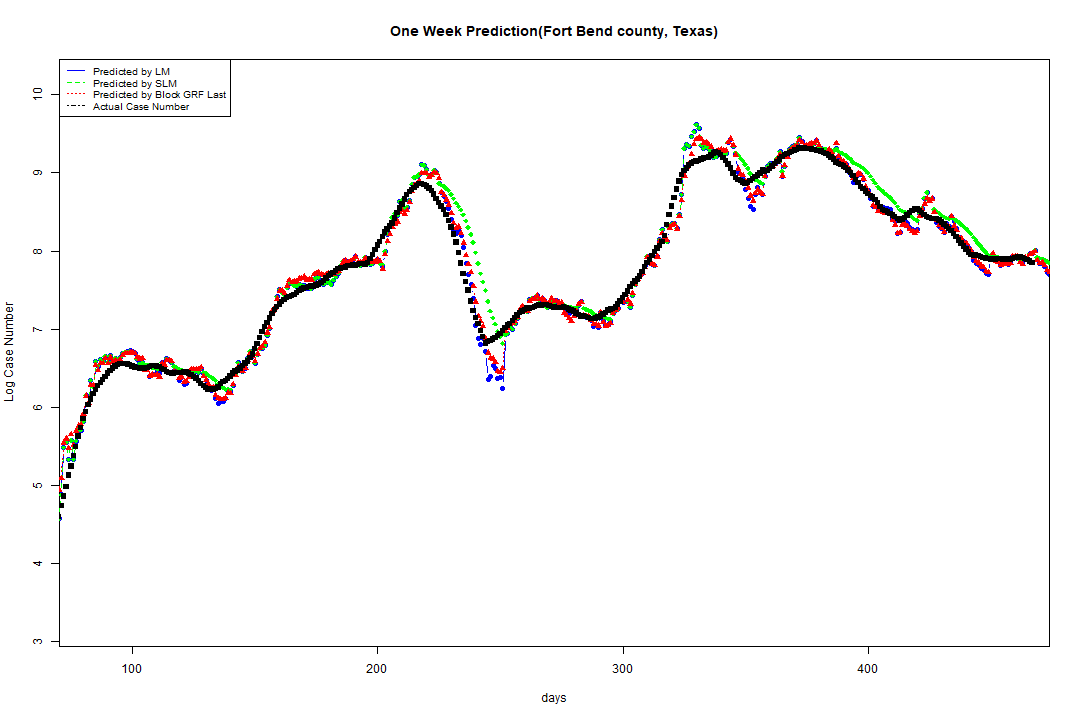 One Week Prediction(Fort Bend county, Texas)
Predicted by LM
Predicted by SLM
Predicted by Block GRF Last
Actual Case Number
10
9
8
7
6
5
4
3
Log Case Number
100 200 300 400
days